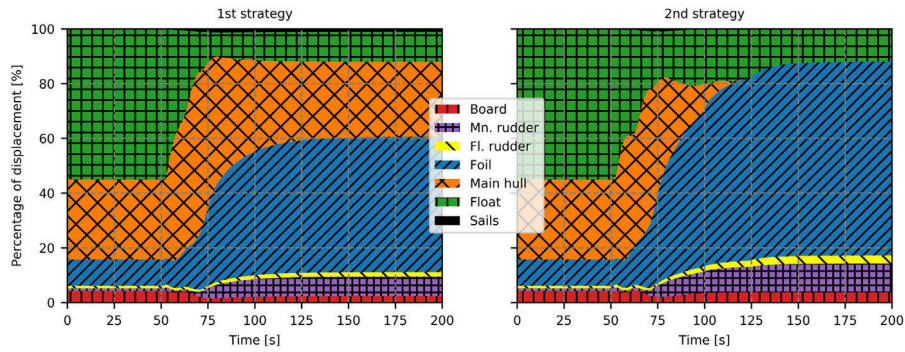 1st strategy
2nd strategy
Percentage of displacement [%]
100
80
60
40
20
0
Board
Mn. rudder
Fl. rudder
Foil
Main hull
Float
Sails
0 25 50 75 100 125 150 175 200
0 25 50 75 100 125 150 175 200
Time [s]
Time [s]